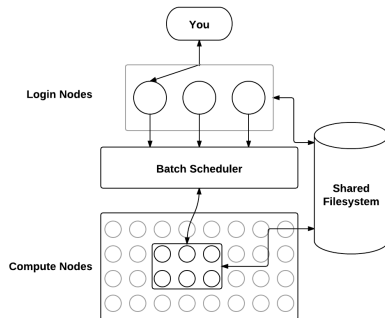 You
Login Nodes
Batch Scheduler
Shared
Filesystem
Compute Nodes